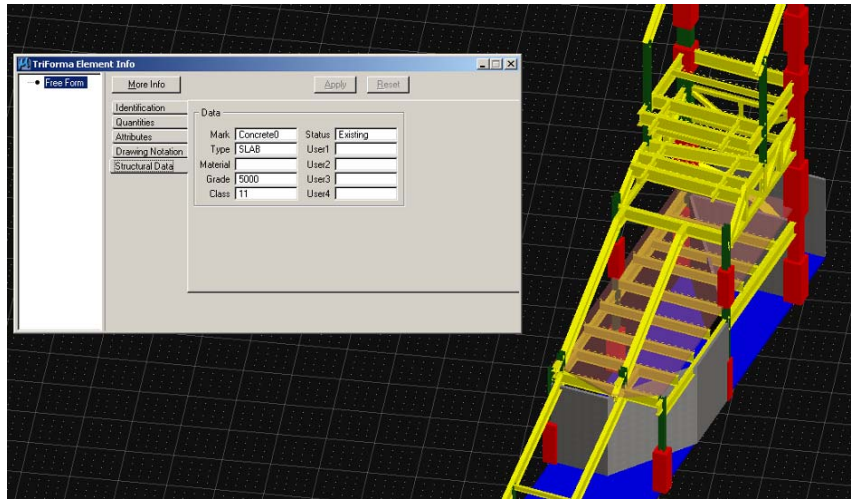 TriForma Element Info
Free Form
More Info
Apply
Reset
Identification
Quantities
Attributes
Drawing Notation
Structural Data
Data
Mark Concrete0 Status Existing
Type SLAB User1
Material User2
Grade 5000 User3
Class 11 User4